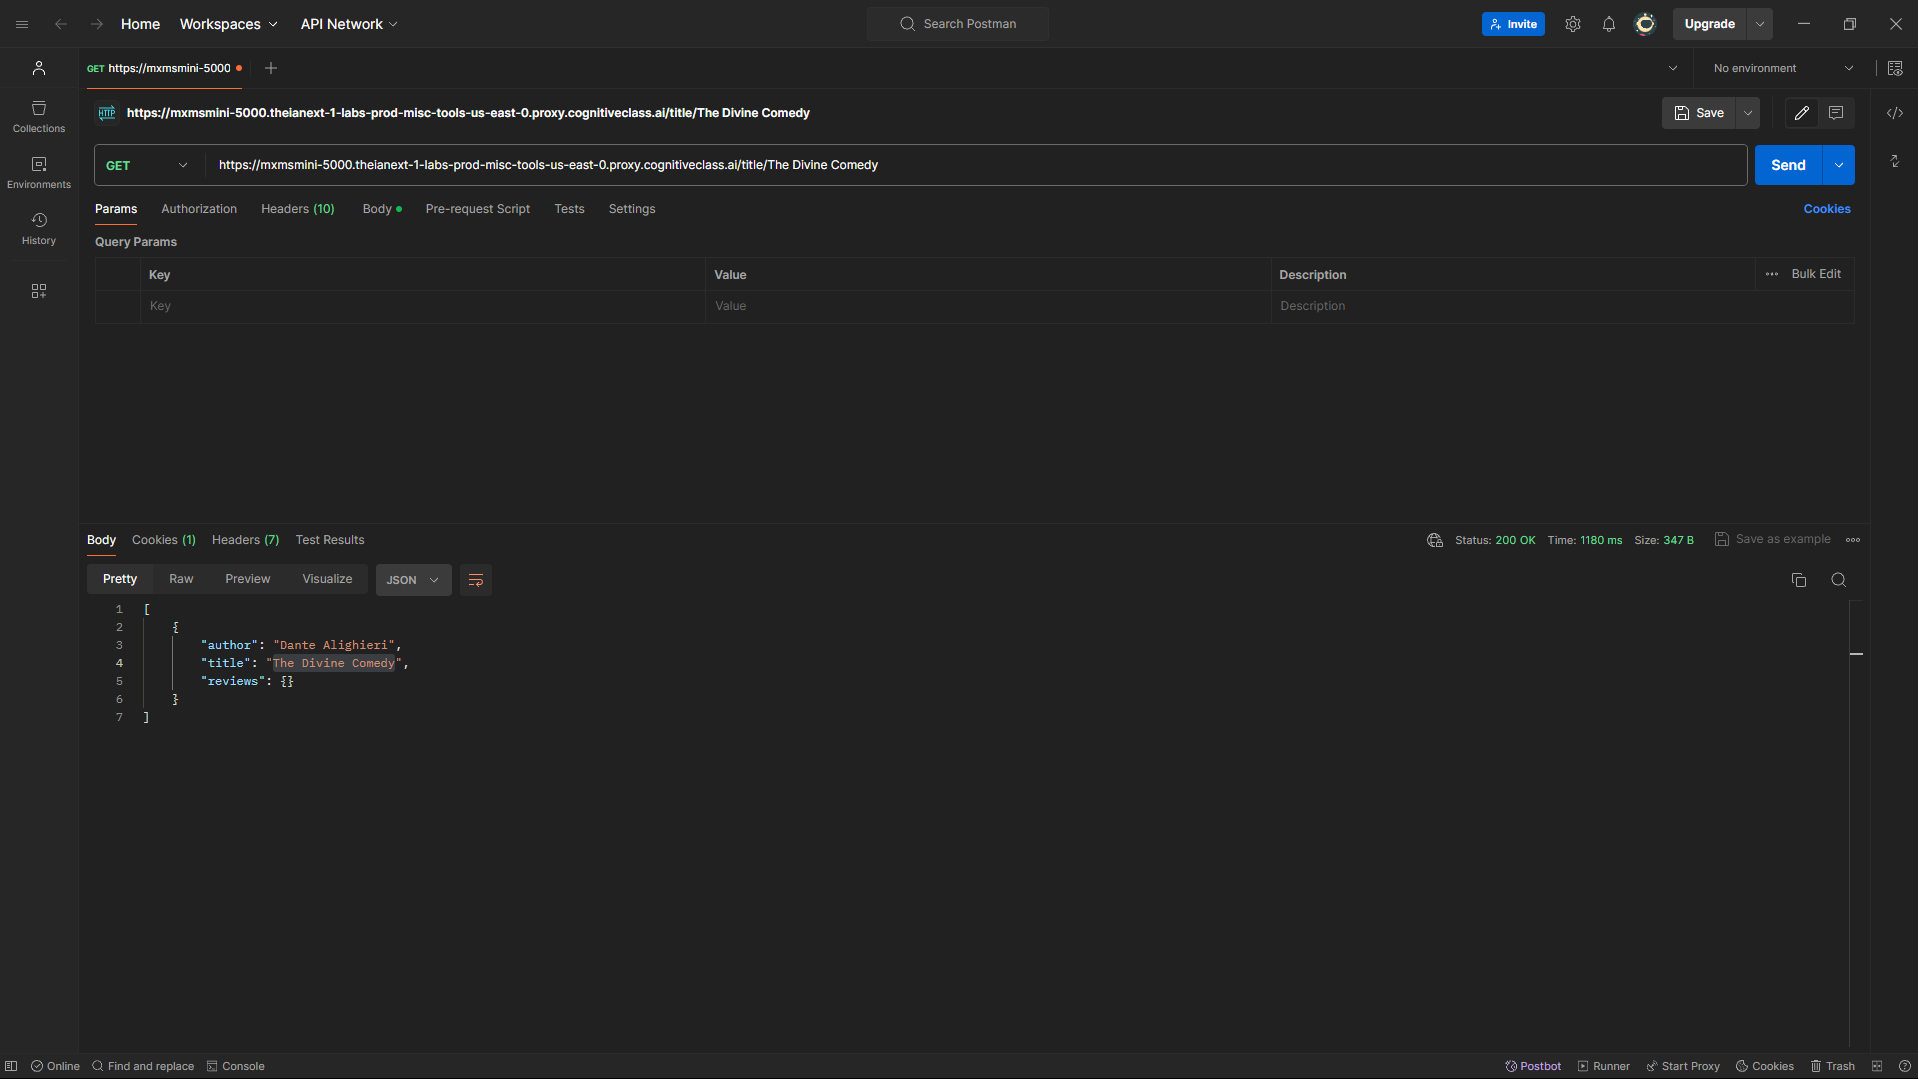 Home Workspaces API Network Search Postman Invite Upgrade
GET https://mxmsmini-5000 No environment
HTTP https://mxmsmini-5000.theianext-1-labs-prod-misc-tools-us-east-0.proxy.cognitiveclass.ai/title/The Divine Comedy Save
Collections
GET https://mxmsmini-5000.theianext-1-labs-prod-misc-tools-us-east-0.proxy.cognitiveclass.ai/title/The Divine Comedy Send
Environments
Params Authorization Headers (10) Body Pre-request Script Tests Settings Cookies
History
Query Params
Key Value Description Bulk Edit
Key Value Description
Body Cookies (1) Headers (7) Test Results Status: 200 OK Time: 1180 ms Size: 347 B Save as example
Pretty Raw Preview Visualize JSON
1 [
2 {
3 "author": "Dante Alighieri",
4 "title": "The Divine Comedy",
5 "reviews": {}
6 }
7 ]
Online Find and replace Console Postbot Runner Start Proxy Cookies Trash